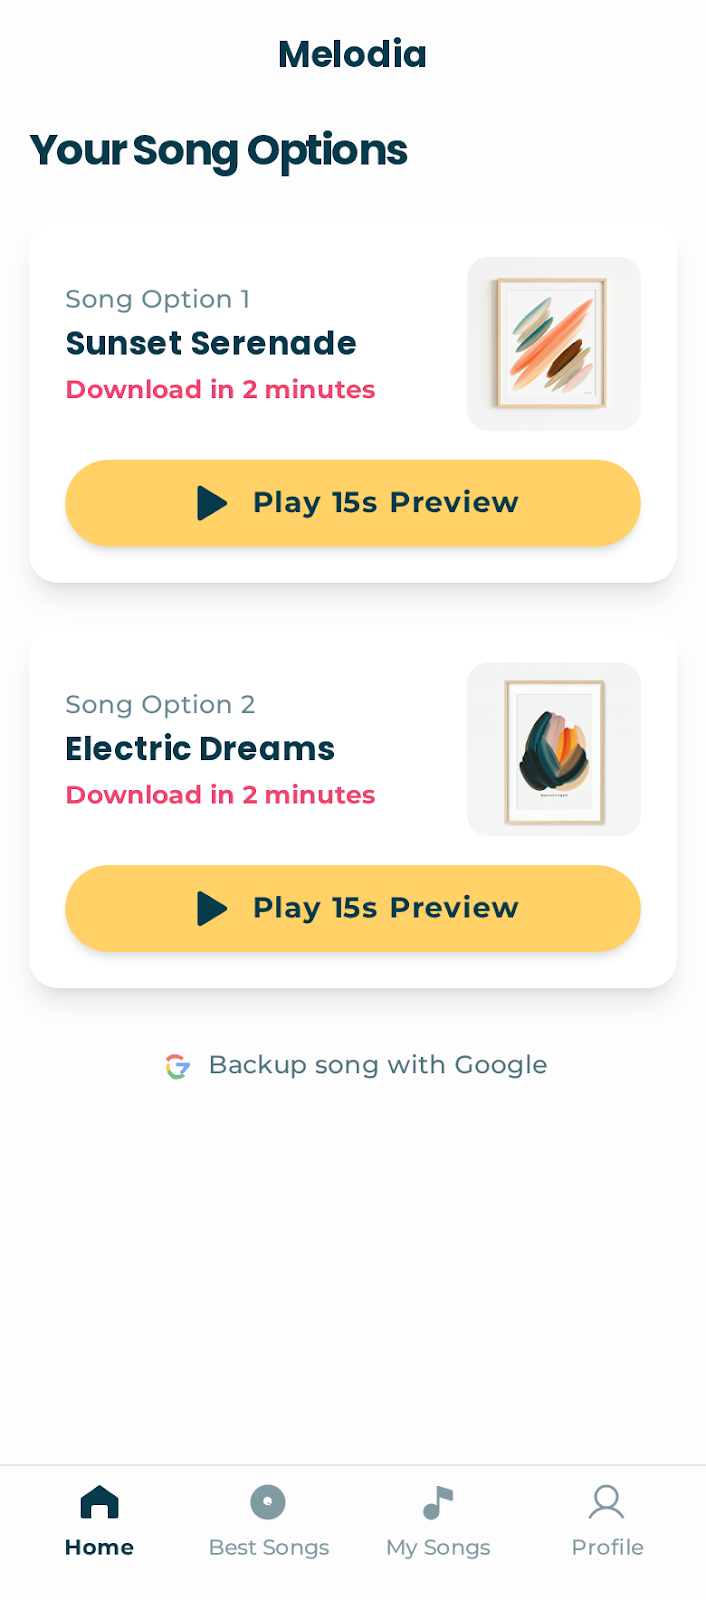 Melodia
Your Song Options
Song Option 1
Sunset Serenade
Download in 2 minutes
Play 15s Preview
Song Option 2
Electric Dreams
Download in 2 minutes
Play 15s Preview
Backup song with Google
Home
Best Songs
My Songs
Profile